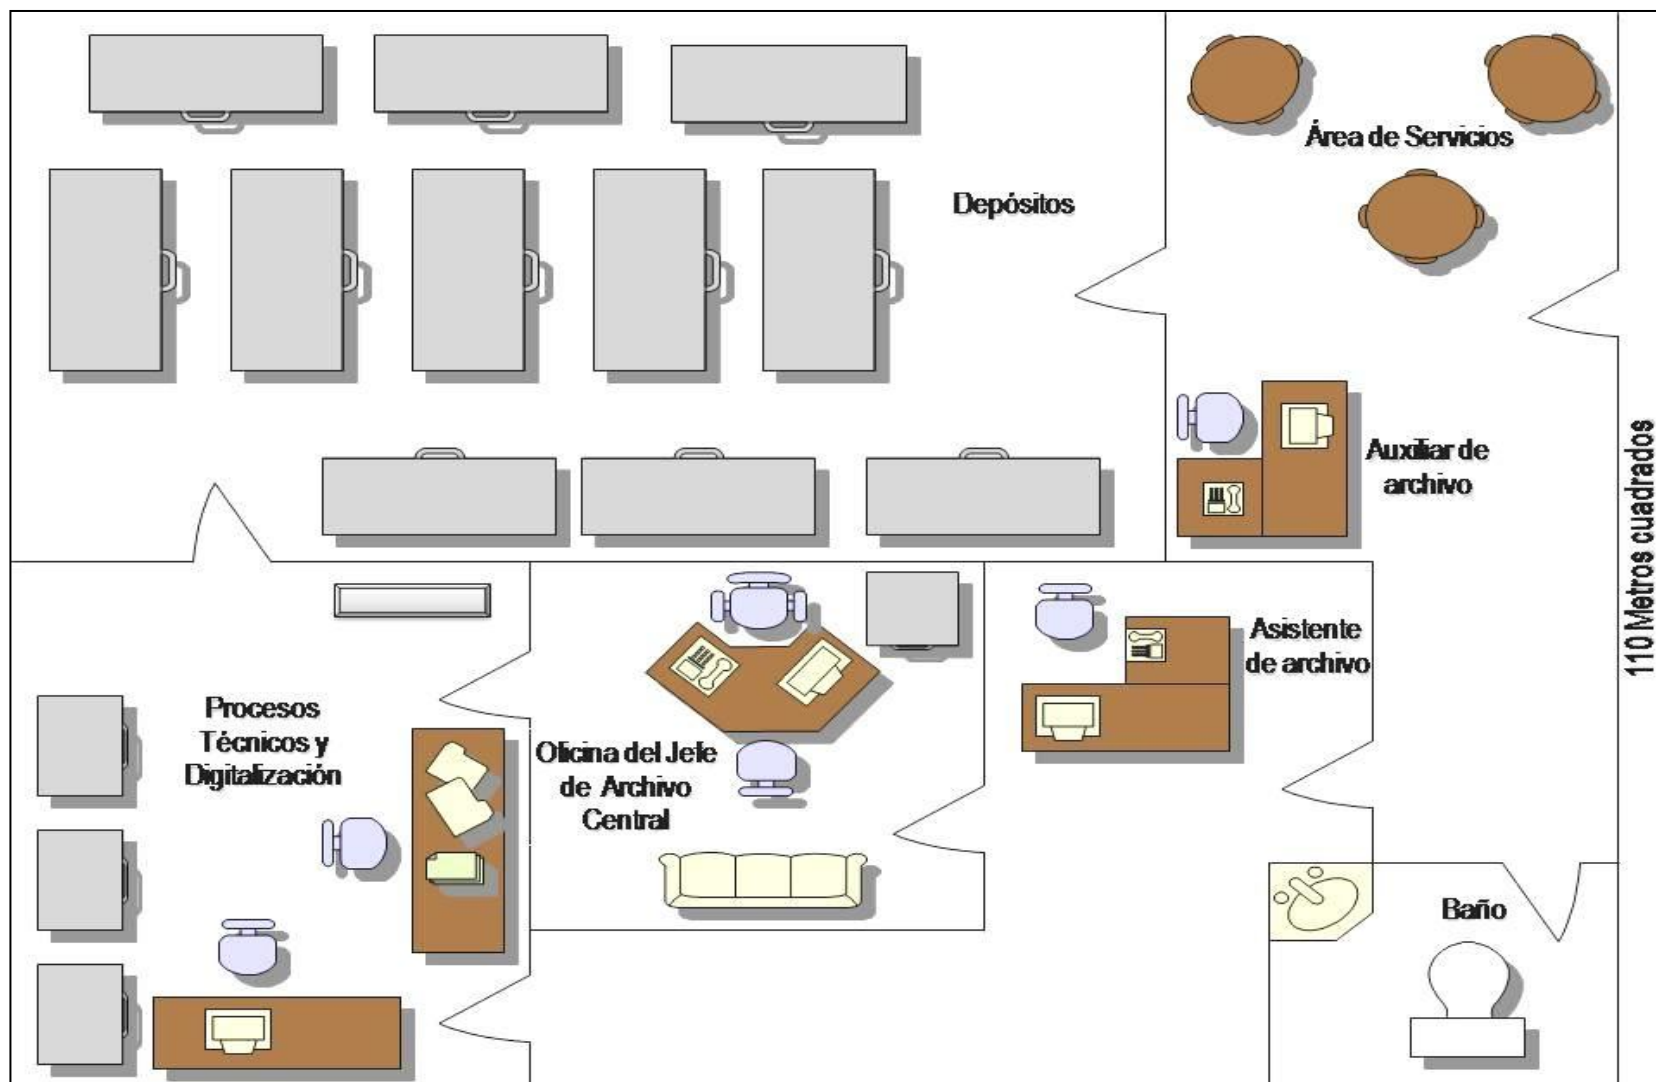 Área de Servicios
Depósitos
Auxiliar de
archivo
110 Metros cuadrados
Asistente
de archivo
Procesos
Técnicos y
Digitalización
Oficina del Jefe
de Archivo
Central
Baño